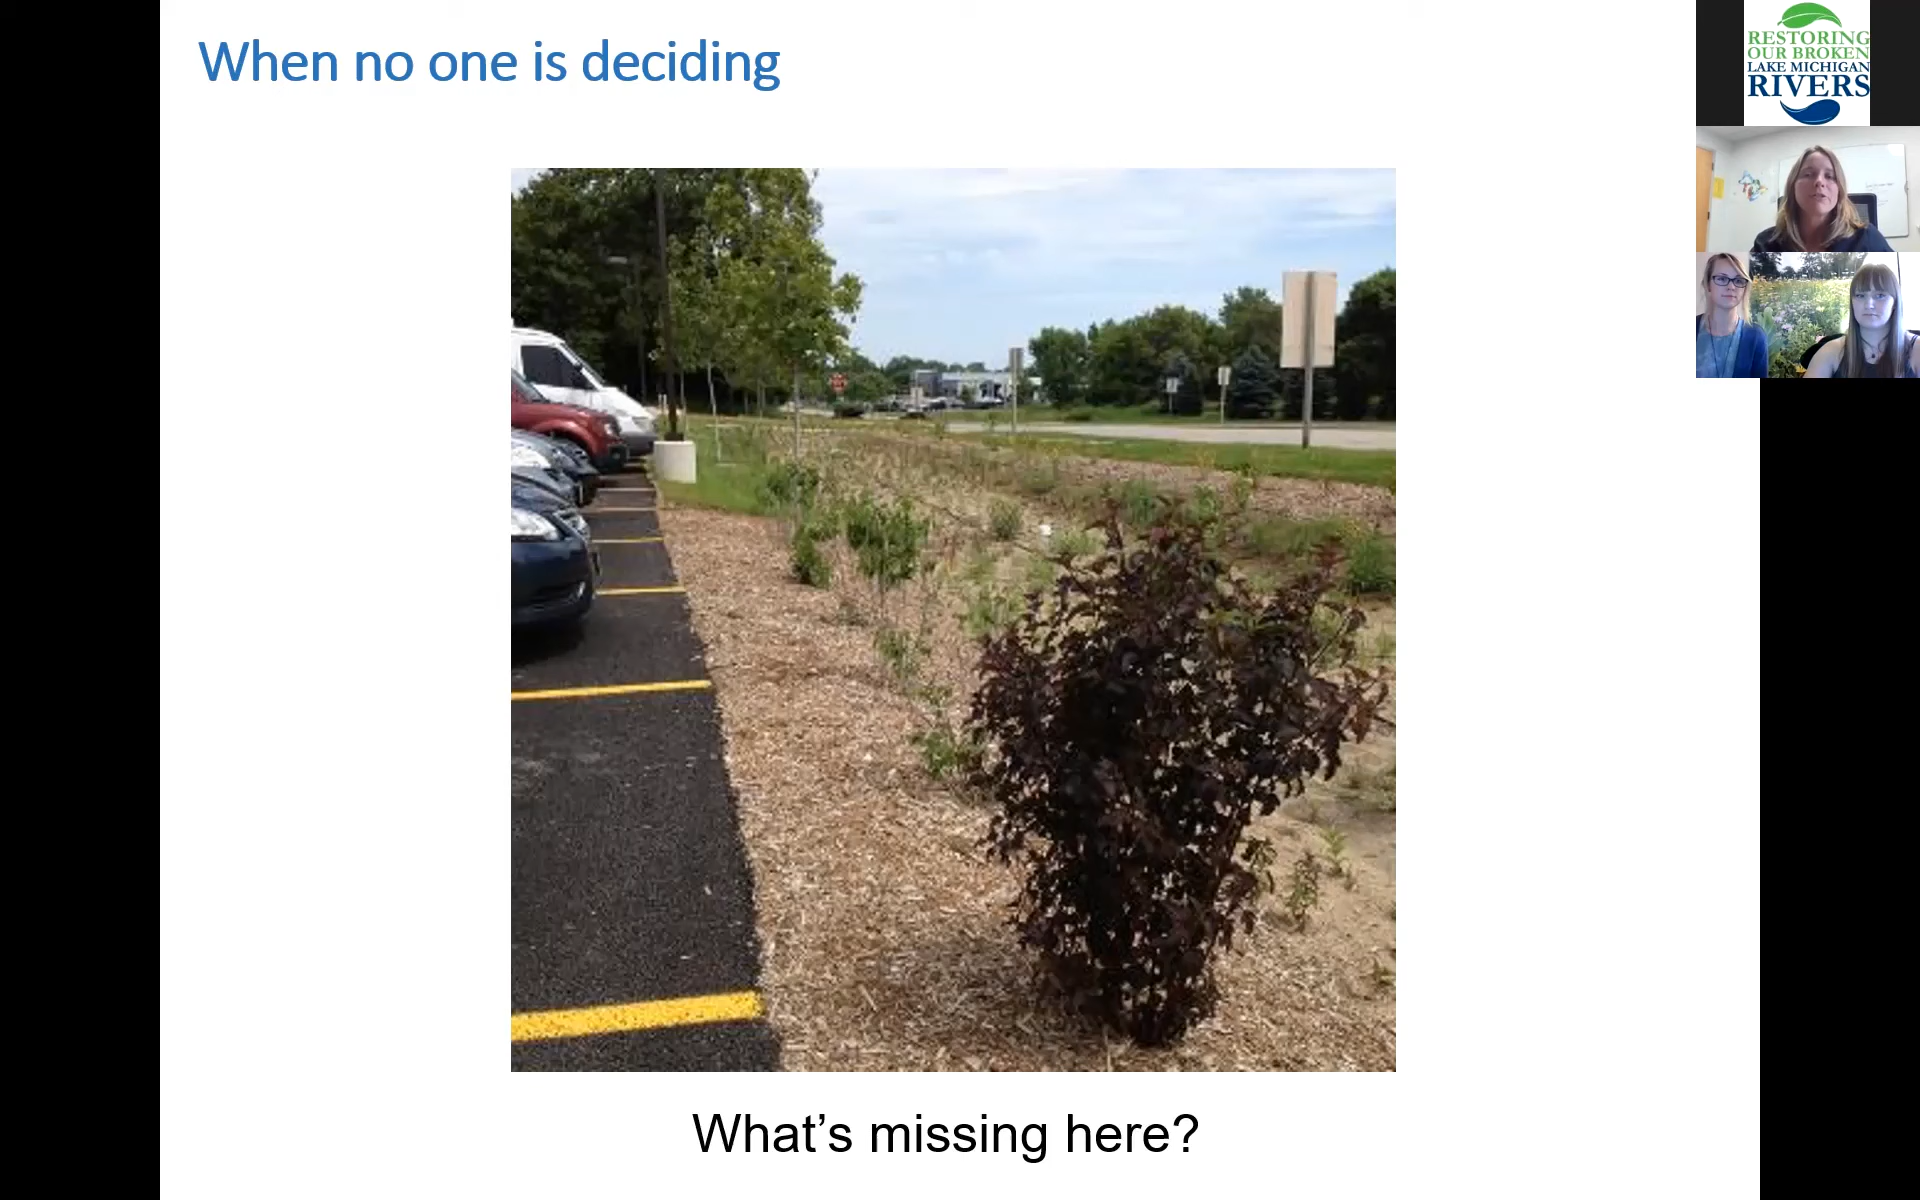 When no one is deciding
RESTORING
OUR BROKEN
LAKE MICHIGAN
RIVERS
What's missing here?